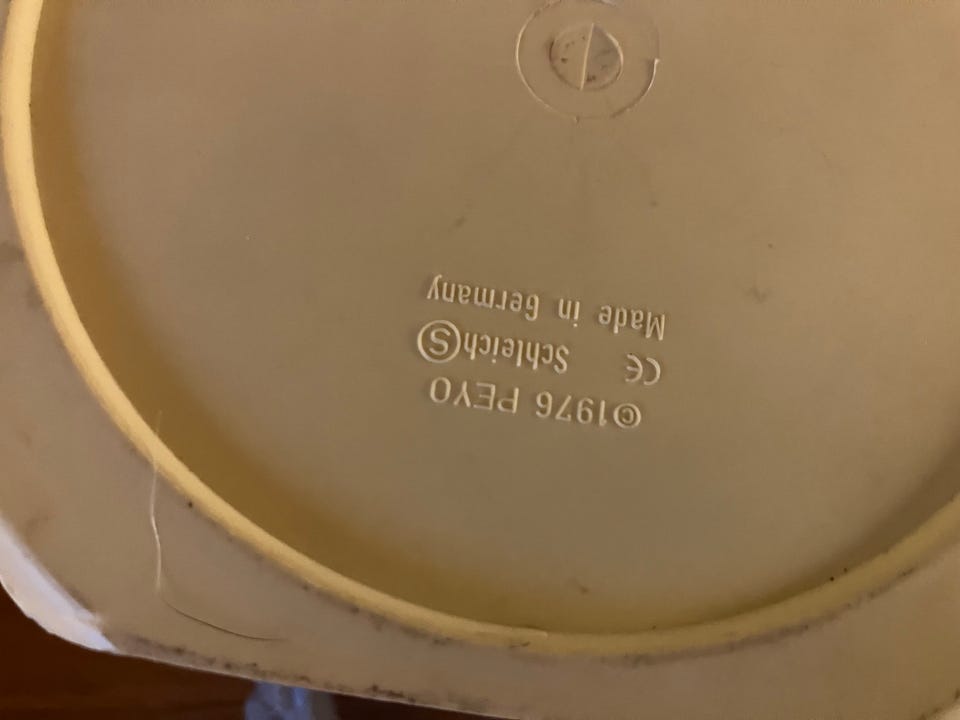 ©1976 PEYO
CE Schleich Ⓢ
Made in Germany